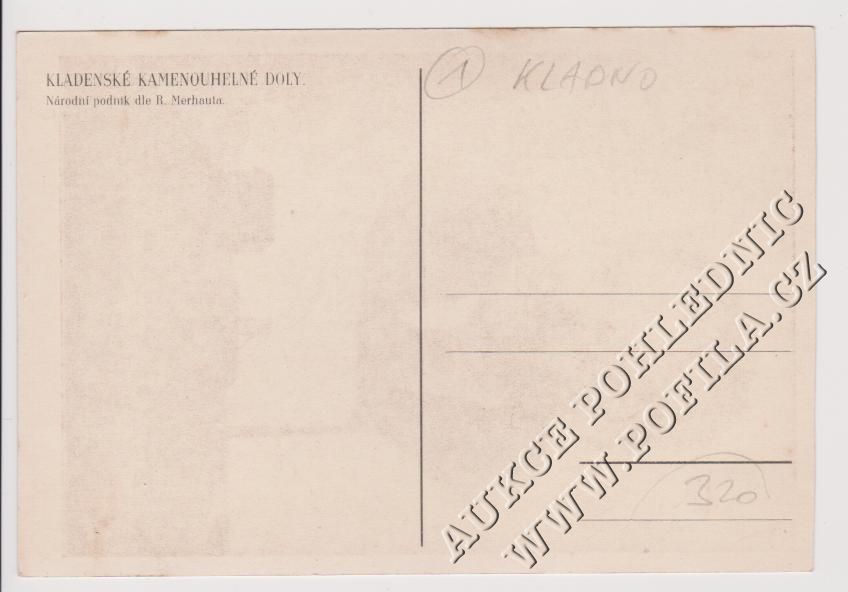 KLADENSKÉ KAMENOUHELNÉ DOLY.
Národní podnik dle R. Merhauta.
1 KLADNO
AUKCE POHLEDNIC
WWW.POFILA.CZ
320